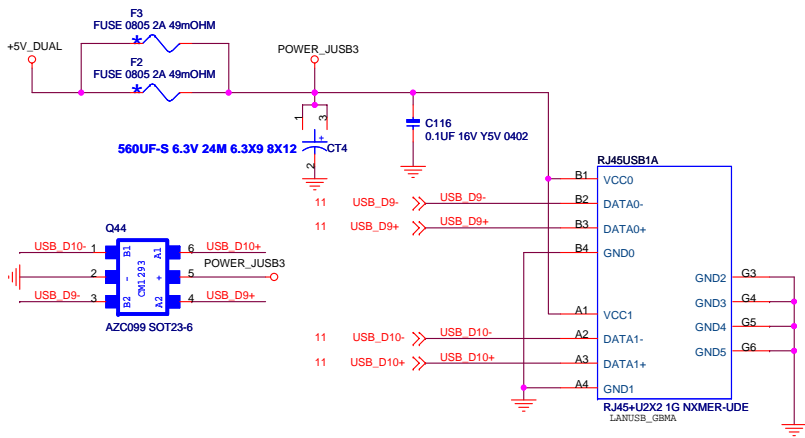 F3
FUSE 0805 2A 49mOHM
+5V_DUAL
*
POWER_JUSB3
F2
FUSE 0805 2A 49mOHM
*
1
3
C116
0.1UF 16V Y5V 0402
560UF-S 6.3V 24M 6.3X9 8X12
+
CT4
2
RJ45USB1A
B1
VCC0
11
USB_D9-
USB_D9-
B2
DATA0-
11
USB_D9+
USB_D9+
B3
DATA0+
B4
GND0
Q44
USB_D10-
1
B1
A1
6
USB_D10+
2
-
CM1293
+
5
POWER_JUSB3
USB_D9-
3
B2
A2
4
USB_D9+
AZC099 SOT23-6
GND2
G3
GND3
G4
A1
VCC1
GND4
G5
11
USB_D10-
USB_D10-
A2
DATA1-
GND5
G6
11
USB_D10+
USB_D10+
A3
DATA1+
A4
GND1
RJ45+U2X2 1G NXMER-UDE
LANUSB_GBMA